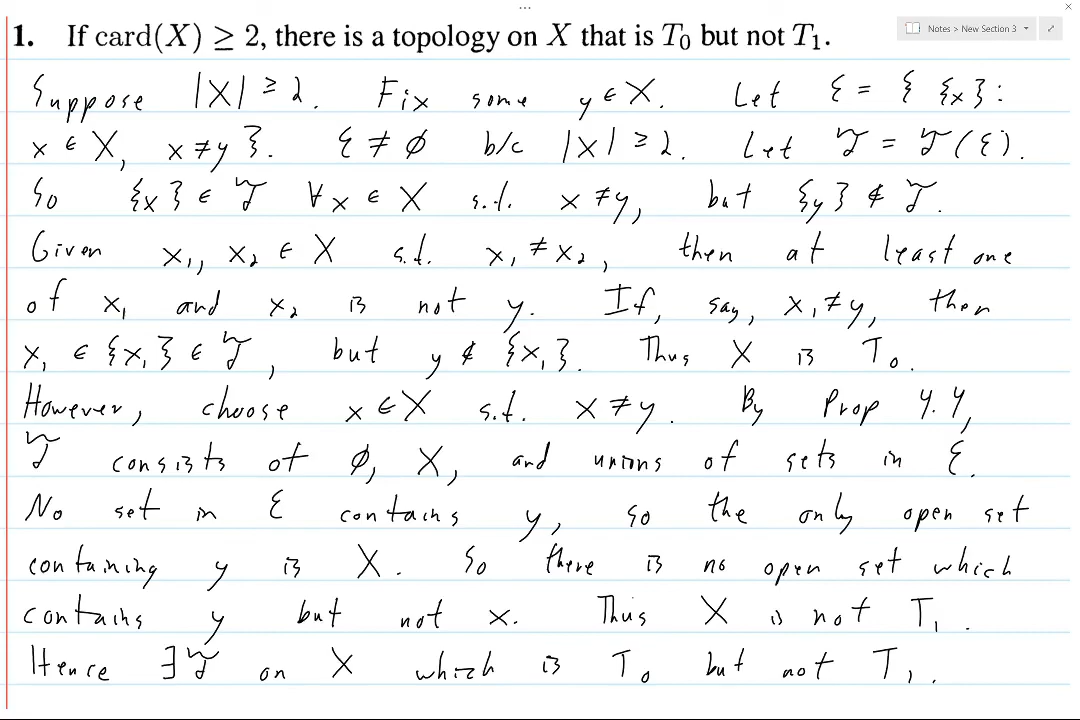 1. If card(X) ≥ 2, there is a topology on X that is T₀ but not T₁.
Notes > New Section 3
Suppose |X| ≥ 2. Fix some y ∈ X. Let ℰ = { {x}:
x ∈ X, x ≠ y }. ℰ ≠ ∅ b/c |X| ≥ 2. Let 𝒯 = 𝒯(ℰ).
So {x} ∈ 𝒯 ∀ x ∈ X s.t. x ≠ y, but {y} ∉ 𝒯.
Given x₁, x₂ ∈ X s.t. x₁ ≠ x₂, then at least one
of x₁ and x₂ is not y. If, say, x₁ ≠ y, then
x₁ ∈ {x₁} ∈ 𝒯, but y ∉ {x₁}. Thus X is T₀.
However, choose x ∈ X s.t. x ≠ y. By Prop 4.4,
𝒯 consists of ∅, X, and unions of sets in ℰ.
No set in ℰ contains y, so the only open set
containing y is X. So there is no open set which
contains y but not x. Thus X is not T₁.
Hence ∃ 𝒯 on X which is T₀ but not T₁.